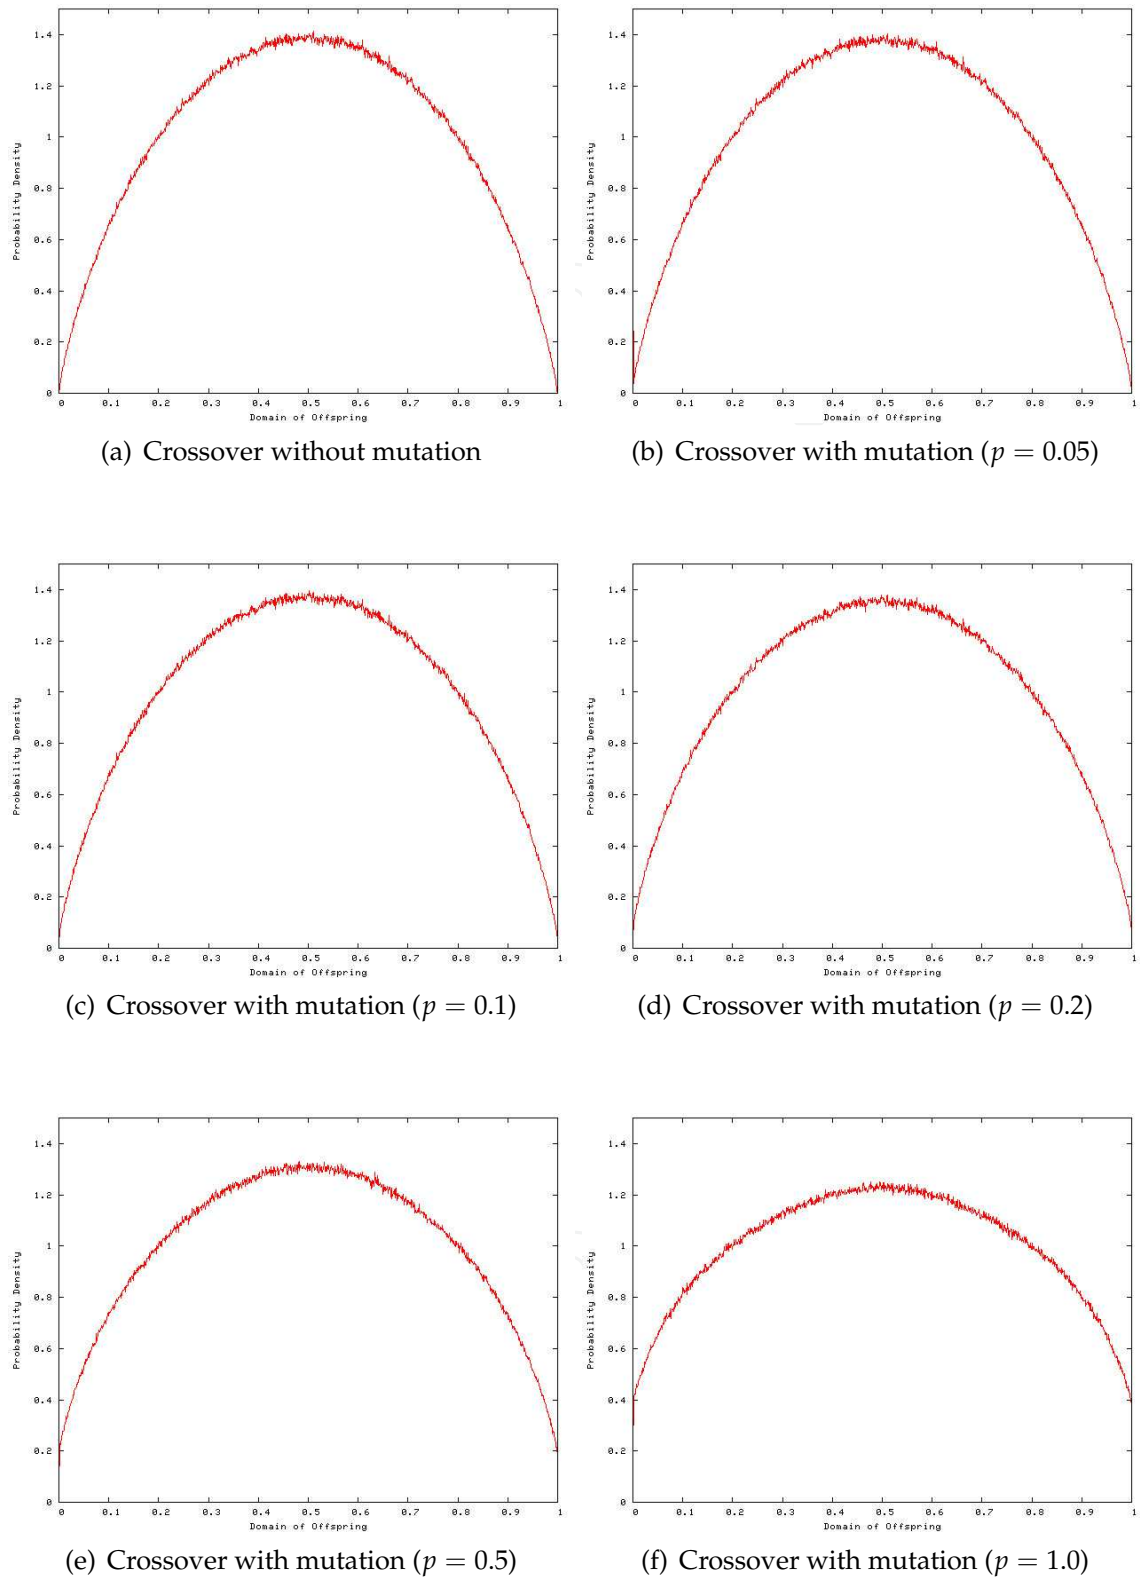 1.4
1.2
1
0.8
0.6
0.4
0.2
0
Probability Density
0 0.1 0.2 0.3 0.4 0.5 0.6 0.7 0.8 0.9 1
Domain of Offspring
(a) Crossover without mutation
1.4
1.2
1
0.8
0.6
0.4
0.2
0
Probability Density
0 0.1 0.2 0.3 0.4 0.5 0.6 0.7 0.8 0.9 1
Domain of Offspring
(b) Crossover with mutation (p = 0.05)
1.4
1.2
1
0.8
0.6
0.4
0.2
0
Probability Density
0 0.1 0.2 0.3 0.4 0.5 0.6 0.7 0.8 0.9 1
Domain of Offspring
(c) Crossover with mutation (p = 0.1)
1.4
1.2
1
0.8
0.6
0.4
0.2
0
Probability Density
0 0.1 0.2 0.3 0.4 0.5 0.6 0.7 0.8 0.9 1
Domain of Offspring
(d) Crossover with mutation (p = 0.2)
1.4
1.2
1
0.8
0.6
0.4
0.2
0
Probability Density
0 0.1 0.2 0.3 0.4 0.5 0.6 0.7 0.8 0.9 1
Domain of Offspring
(e) Crossover with mutation (p = 0.5)
1.4
1.2
1
0.8
0.6
0.4
0.2
0
Probability Density
0 0.1 0.2 0.3 0.4 0.5 0.6 0.7 0.8 0.9 1
Domain of Offspring
(f) Crossover with mutation (p = 1.0)